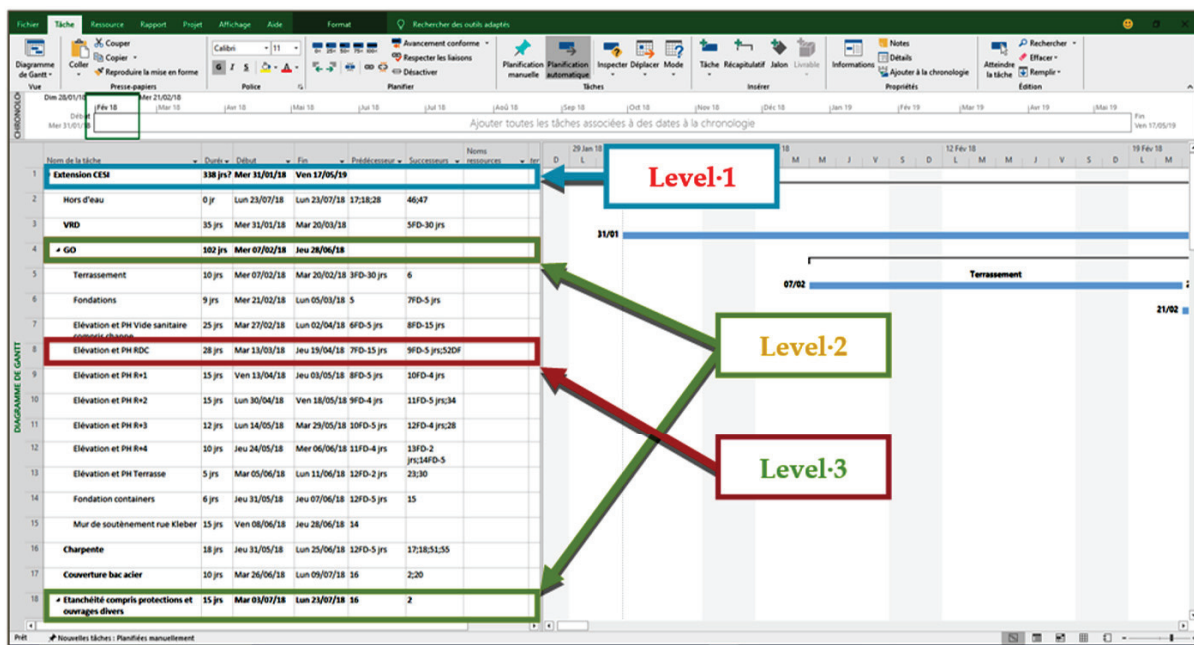 Fichier Tâche Ressource Rapport Projet Affichage Aide Format Rechercher des outils adaptés
Diagramme de Gantt
Vue
Coller
Couper
Copier
Reproduire la mise en forme
Presse-papiers
Calibri 11
G I S A
Police
0% 25% 50% 75% 100%
Avancement conforme
Respecter les liaisons
Désactiver
Planifier
Planification manuelle
Planification automatique
Inspecter Déplacer Mode
Tâches
Tâche Récapitulatif Jalon Livrable
Insérer
Informations
Notes
Détails
Ajouter à la chronologie
Propriétés
Atteindre la tâche
Rechercher
Effacer
Remplir
Édition
CHRONOLO
Dim 28/01/18 Mer 21/02/18
Fév 18 Mar 18 Avr 18 Mai 18 Jui 18 Jul 18 Aoû 18 Sep 18 Oct 18 Nov 18 Déc 18 Jan 19 Fév 19 Mar 19 Avr 19 Mai 19
Début
Mer 31/01/18
Ajouter toutes les tâches associées à des dates à la chronologie
Fin
Ven 17/05/19
Nom de la tâche Durée Début Fin Prédécesseur Successeurs Noms ressources
29 Jan 18 12 Fév 18 19 Fév 18
D L M M J V S D L M M J V S D L M
1 Extension CESI 338 jrs? Mer 31/01/18 Ven 17/05/19
2 Hors d'eau 0 jr Lun 23/07/18 Lun 23/07/18 17;18;28 46;47
3 VRD 35 jrs Mer 31/01/18 Mar 20/03/18 5FD-30 jrs
4 GO 102 jrs Mer 07/02/18 Jeu 28/06/18
5 Terrassement 10 jrs Mer 07/02/18 Mar 20/02/18 3FD-30 jrs 6
6 Fondations 9 jrs Mer 21/02/18 Lun 05/03/18 5 7FD-5 jrs
7 Elévation et PH Vide sanitaire compris chappe 25 jrs Mar 27/02/18 Lun 02/04/18 6FD-5 jrs 8FD-15 jrs
8 Elévation et PH RDC 28 jrs Mar 13/03/18 Jeu 19/04/18 7FD-15 jrs 9FD-5 jrs;52DF
9 Elévation et PH R+1 15 jrs Ven 13/04/18 Jeu 03/05/18 8FD-5 jrs 10FD-4 jrs
10 Elévation et PH R+2 15 jrs Lun 30/04/18 Ven 18/05/18 9FD-4 jrs 11FD-5 jrs;34
11 Elévation et PH R+3 12 jrs Lun 14/05/18 Mar 29/05/18 10FD-5 jrs 12FD-4 jrs;28
12 Elévation et PH R+4 10 jrs Jeu 24/05/18 Mer 06/06/18 11FD-4 jrs 13FD-2 jrs;14FD-5
13 Elévation et PH Terrasse 5 jrs Mar 05/06/18 Lun 11/06/18 12FD-2 jrs 23;30
14 Fondation containers 6 jrs Jeu 31/05/18 Jeu 07/06/18 12FD-5 jrs 15
15 Mur de soutènement rue Kleber 15 jrs Ven 08/06/18 Jeu 28/06/18 14
16 Charpente 18 jrs Jeu 31/05/18 Lun 25/06/18 12FD-5 jrs 17;18;51;55
17 Couverture bac acier 10 jrs Mar 26/06/18 Lun 09/07/18 16 2;20
18 Etanchéité compris protections et ouvrages divers 15 jrs Mar 03/07/18 Lun 23/07/18 16 2
DIAGRAMME DE GANTT
31/01
Terrassement
07/02
21/02
Level·1
Level·2
Level·3
Prêt Nouvelles tâches : Planifiées manuellement